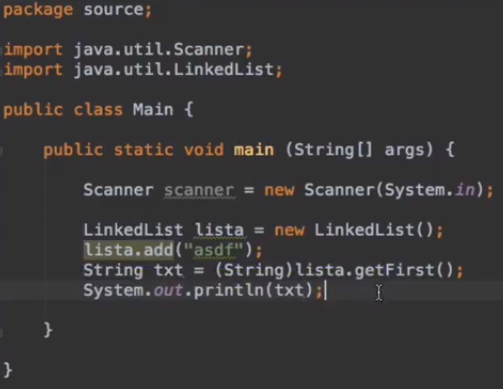 package source;
import java.util.Scanner;
import java.util.LinkedList;
public class Main {
public static void main (String[] args) {
Scanner scanner = new Scanner(System.in);
LinkedList lista = new LinkedList();
lista.add("asdf");
String txt = (String)lista.getFirst();
System.out.println(txt);
}
}